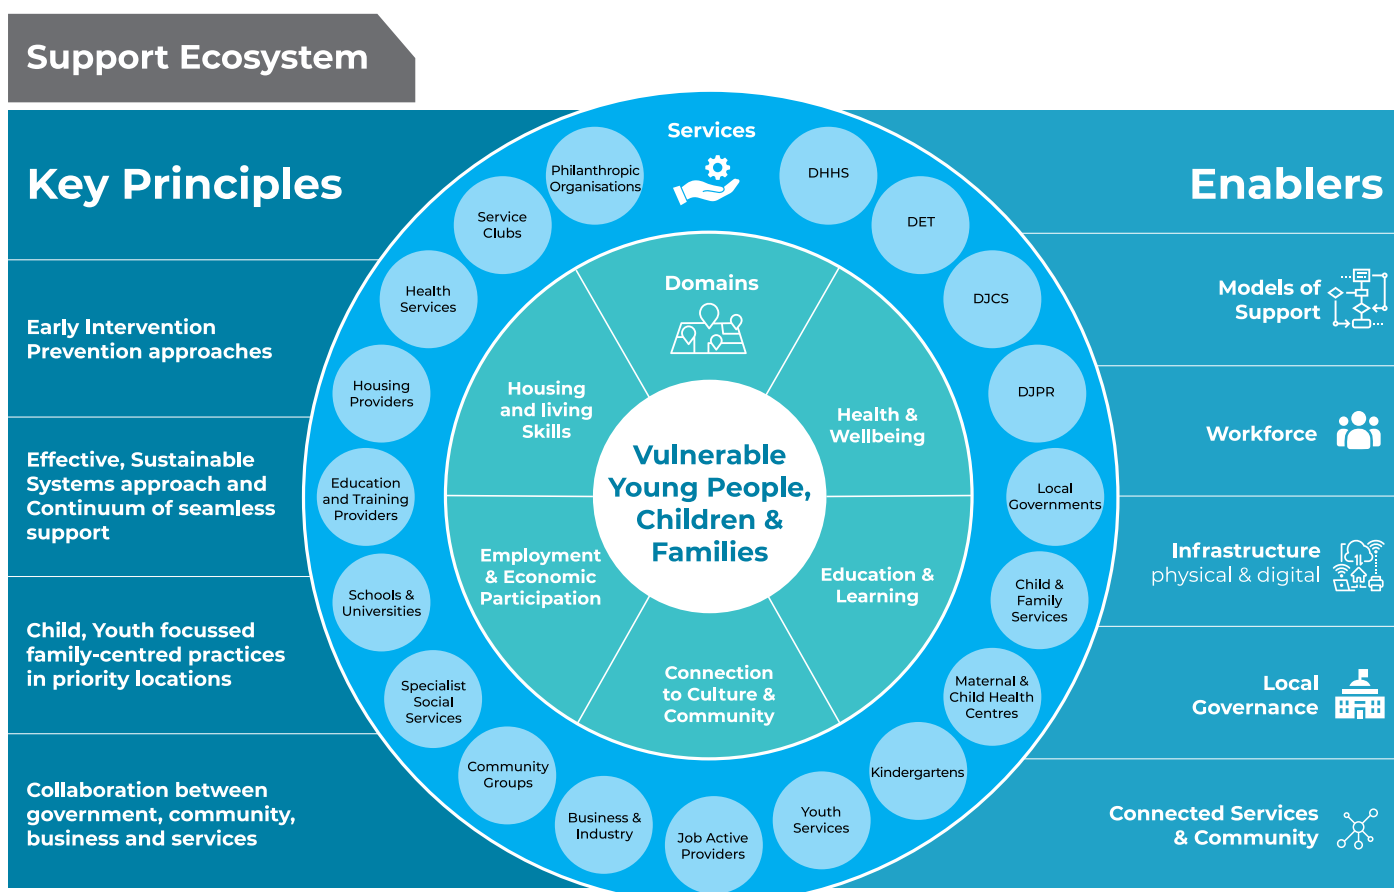 Support Ecosystem
Key Principles
Early Intervention
Prevention approaches
Effective, Sustainable
Systems approach and
Continuum of seamless
support
Child, Youth focussed
family-centred practices
in priority locations
Collaboration between
government, community,
business and services
Services
DHHS
DET
DJCS
DJPR
Local
Governments
Child &
Family
Services
Maternal &
Child Health
Centres
Kindergartens
Youth
Services
Job Active
Providers
Business &
Industry
Community
Groups
Specialist
Social
Services
Schools &
Universities
Education
and Training
Providers
Housing
Providers
Health
Services
Service
Clubs
Philanthropic
Organisations
Domains
Health &
Wellbeing
Education &
Learning
Connection
to Culture &
Community
Employment
& Economic
Participation
Housing
and living
Skills
Vulnerable
Young People,
Children &
Families
Enablers
Models of
Support
Workforce
Infrastructure
physical & digital
Local
Governance
Connected Services
& Community